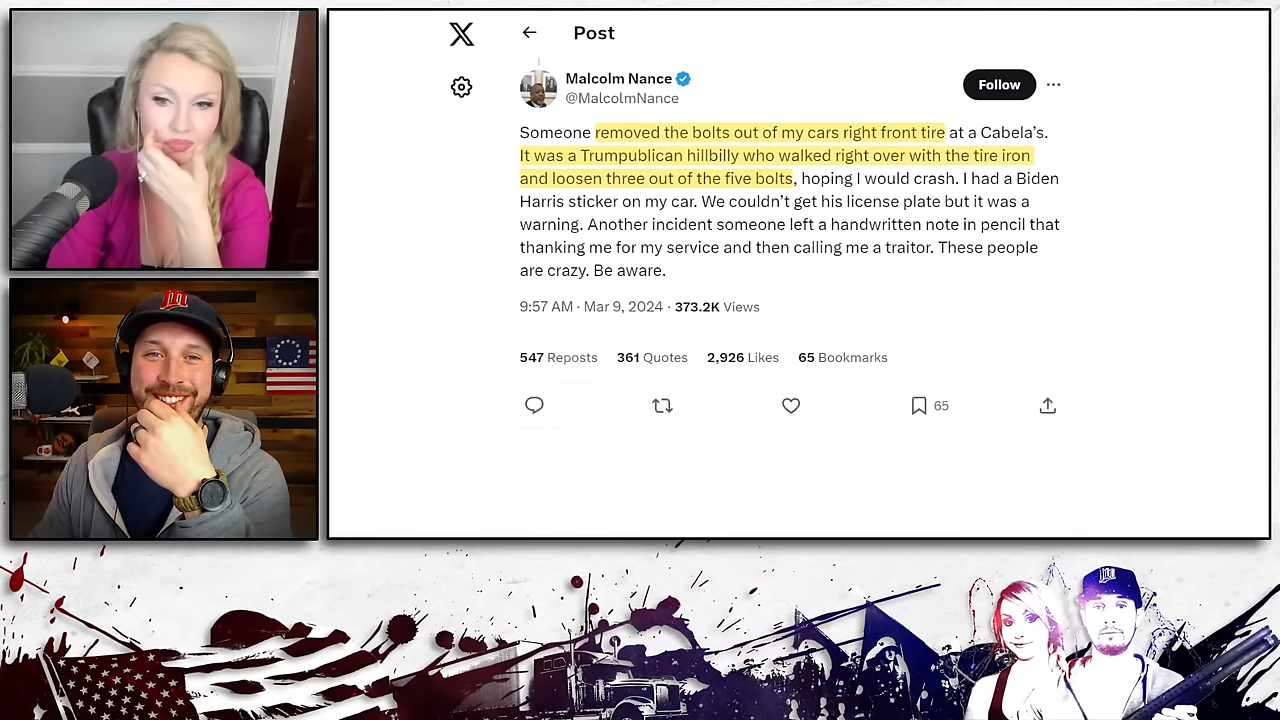 Post
Malcolm Nance
@MalcolmNance
Follow
Someone removed the bolts out of my cars right front tire at a Cabela’s.
It was a Trumpublican hillbilly who walked right over with the tire iron
and loosen three out of the five bolts, hoping I would crash. I had a Biden
Harris sticker on my car. We couldn’t get his license plate but it was a
warning. Another incident someone left a handwritten note in pencil that
thanking me for my service and then calling me a traitor. These people
are crazy. Be aware.
9:57 AM · Mar 9, 2024 · 373.2K Views
547 Reposts 361 Quotes 2,926 Likes 65 Bookmarks
65